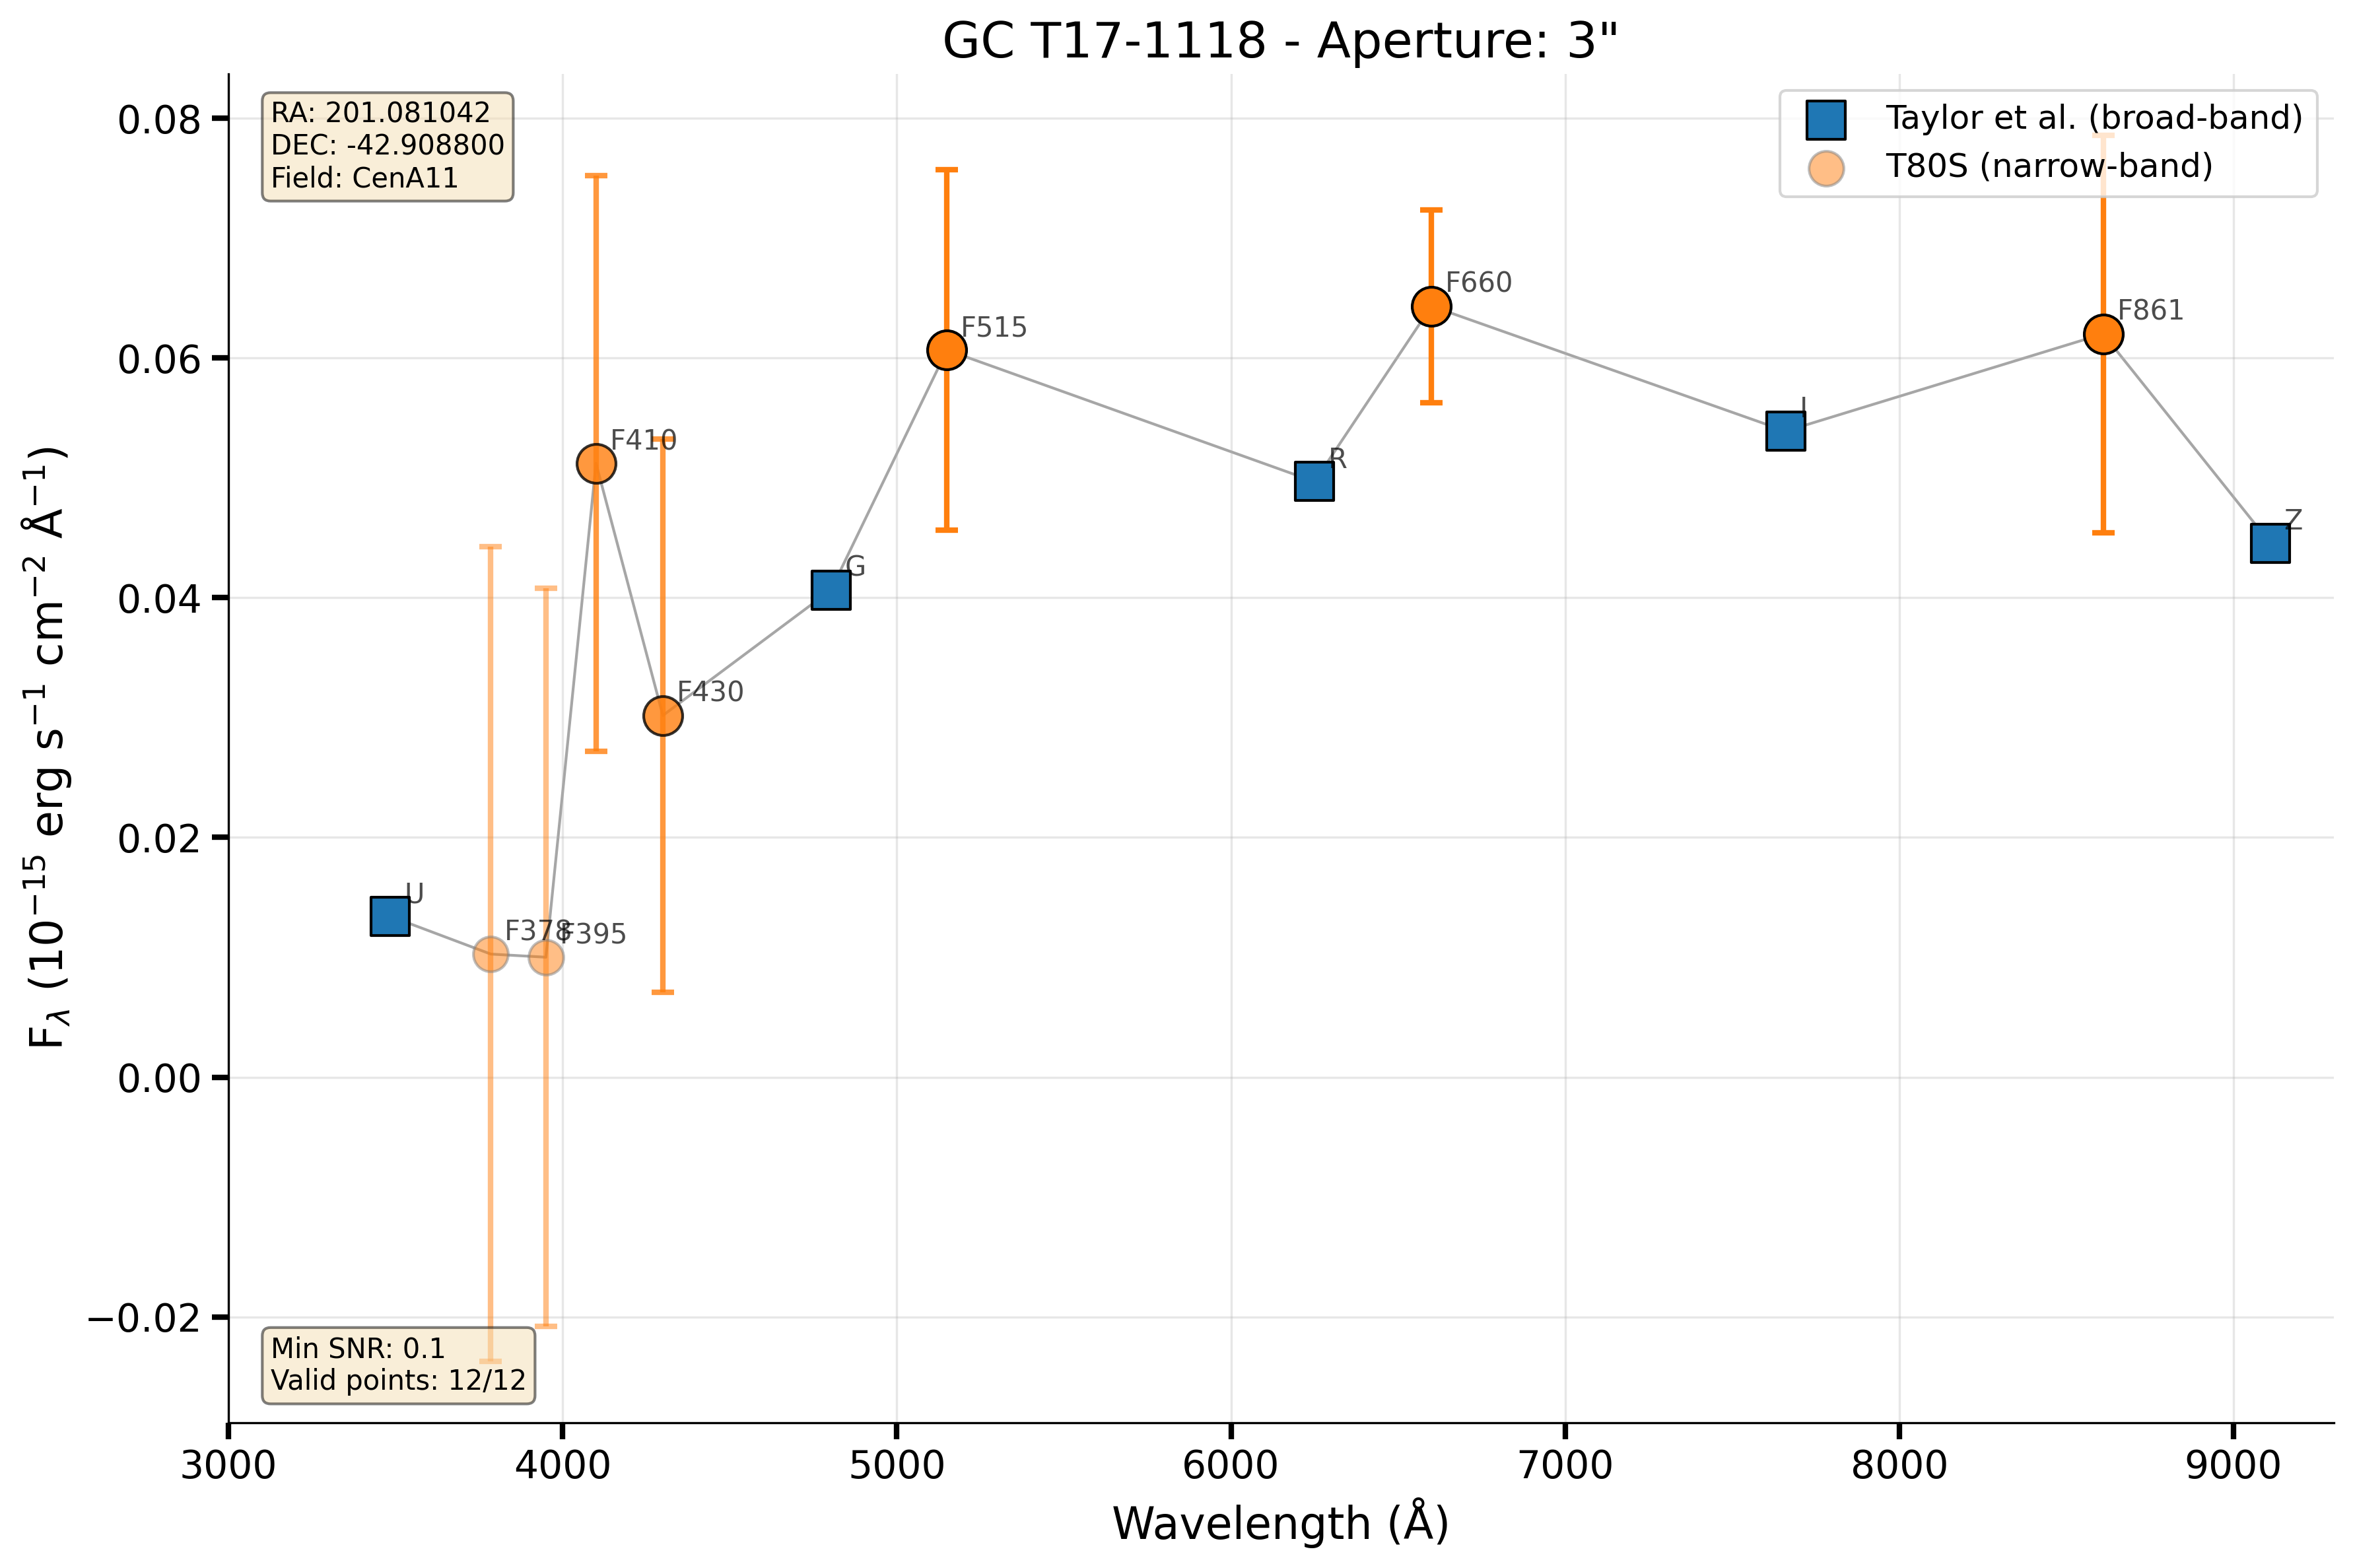 GC T17-1118 - Aperture: 3"
RA: 201.081042
DEC: -42.908800
Field: CenA11
Taylor et al. (broad-band)
T80S (narrow-band)
F410
F515
F660
F861
F430
G
R
I
Z
U
F378
F395
Min SNR: 0.1
Valid points: 12/12
0.08
0.06
0.04
0.02
0.00
−0.02
F$_λ$ (10⁻¹⁵ erg s⁻¹ cm⁻² Å⁻¹)
3000 4000 5000 6000 7000 8000 9000
Wavelength (Å)